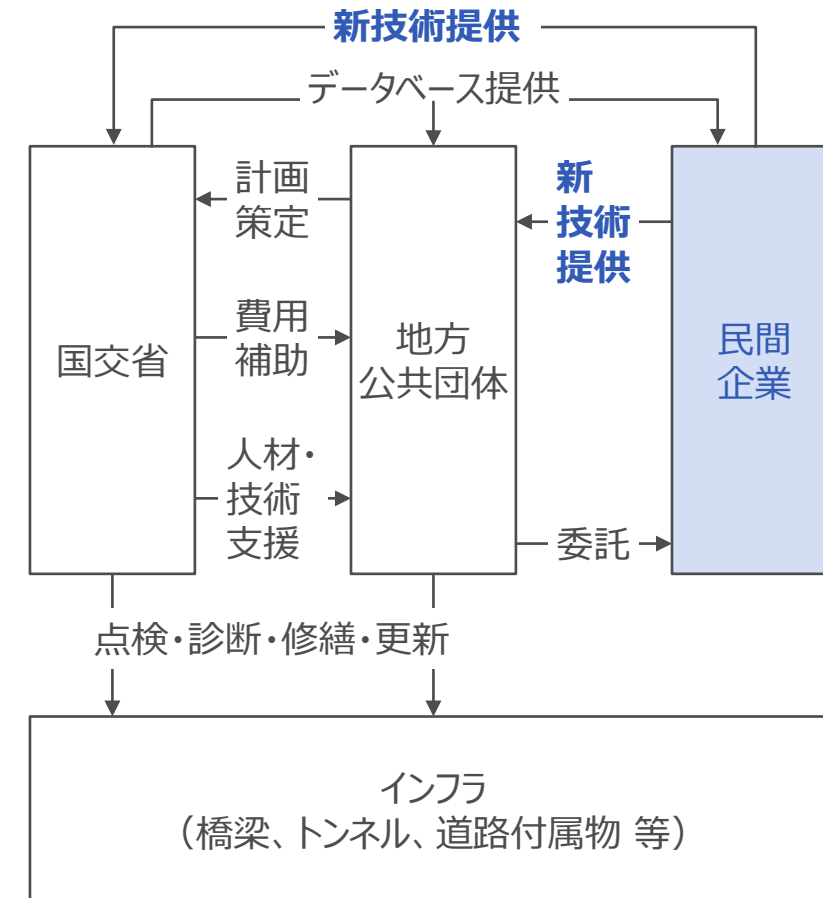 新技術提供
データベース提供
計画
策定
新
技術
提供
費用
補助
国交省
地方
公共団体
民間
企業
人材・
技術
支援
委託
点検・診断・修繕・更新
インフラ
（橋梁、トンネル、道路付属物 等）